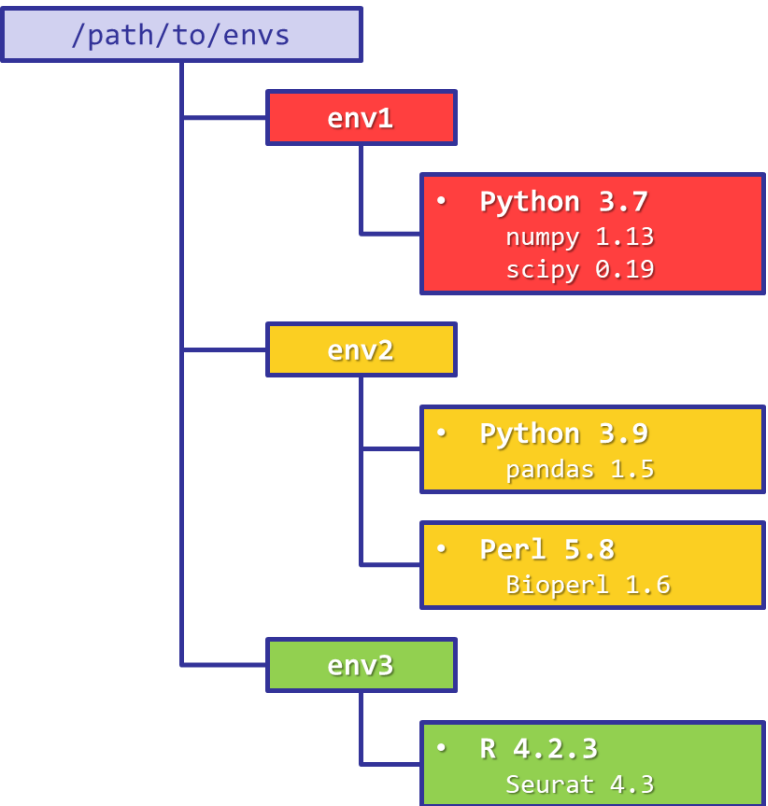 /path/to/envs
env1
• Python 3.7
numpy 1.13
scipy 0.19
env2
• Python 3.9
pandas 1.5
• Perl 5.8
Bioperl 1.6
env3
• R 4.2.3
Seurat 4.3